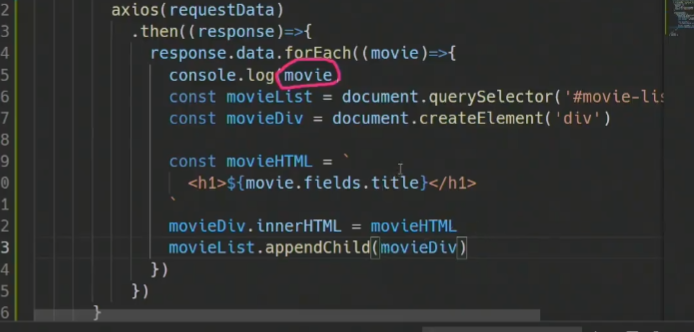 2 axios(requestData)
3 .then((response)=>{
4 response.data.forEach((movie)=>{
5 console.log(movie)
6 const movieList = document.querySelector('#movie-lis
7 const movieDiv = document.createElement('div')
8
9 const movieHTML = `
0 <h1>${movie.fields.title}</h1>
1 `
2 movieDiv.innerHTML = movieHTML
3 movieList.appendChild(movieDiv)
4 })
5 })
6 }